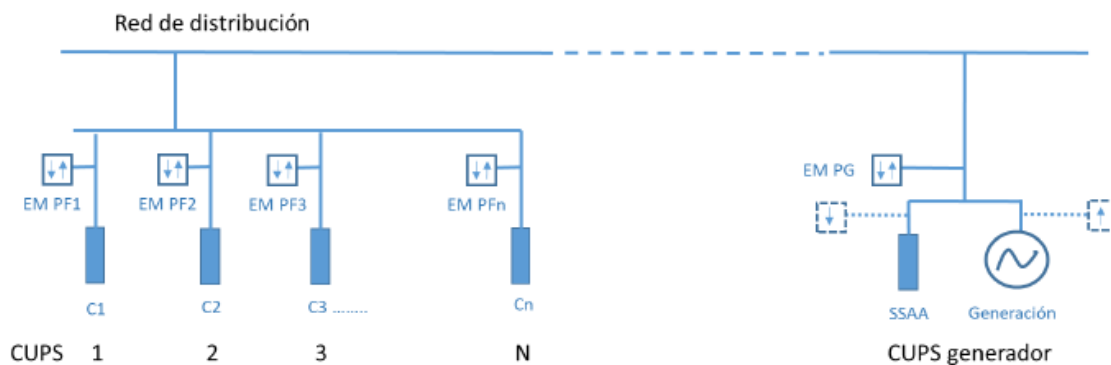 Red de distribución
EM PG
EM PF1 EM PF2 EM PF3 EM PFn
C1 C2 C3 ........ Cn SSAA Generación
CUPS 1 2 3 N CUPS generador